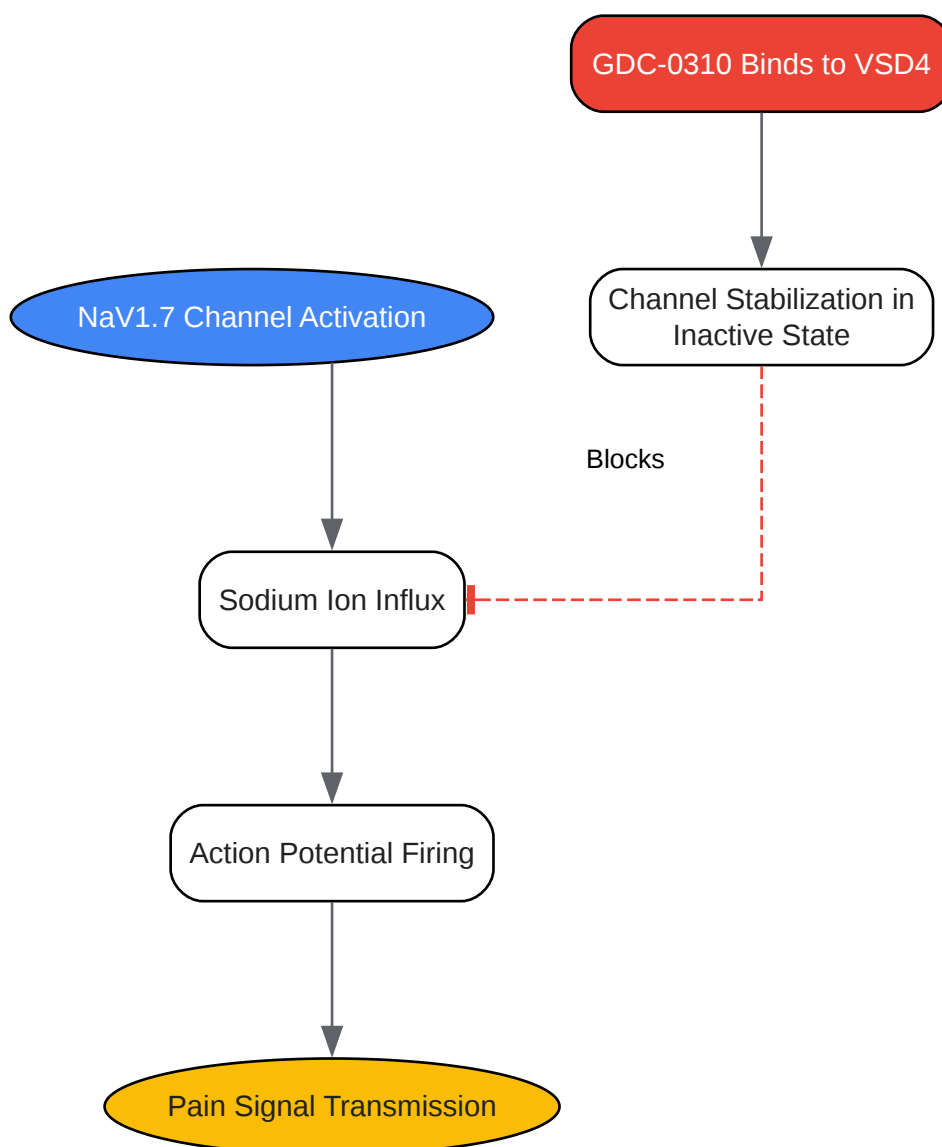 GDC-0310 Binds to VSD4
NaV1.7 Channel Activation
Channel Stabilization in
Inactive State
Blocks
Sodium Ion Influx
Action Potential Firing
Pain Signal Transmission